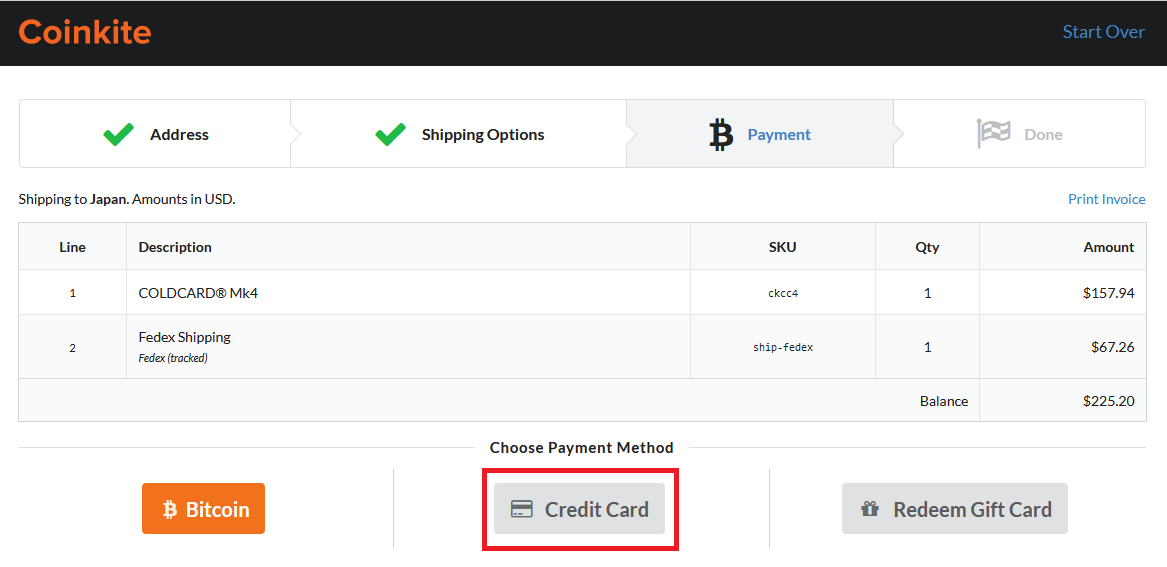 Coinkite
Start Over
Address
Shipping Options
Payment
Done
Shipping to Japan. Amounts in USD.
Print Invoice
Line Description SKU Qty Amount
1 COLDCARD® Mk4 ckcc4 1 $157.94
2 Fedex Shipping ship-fedex 1 $67.26
Fedex (tracked)
Balance $225.20
Choose Payment Method
Bitcoin
Credit Card
Redeem Gift Card